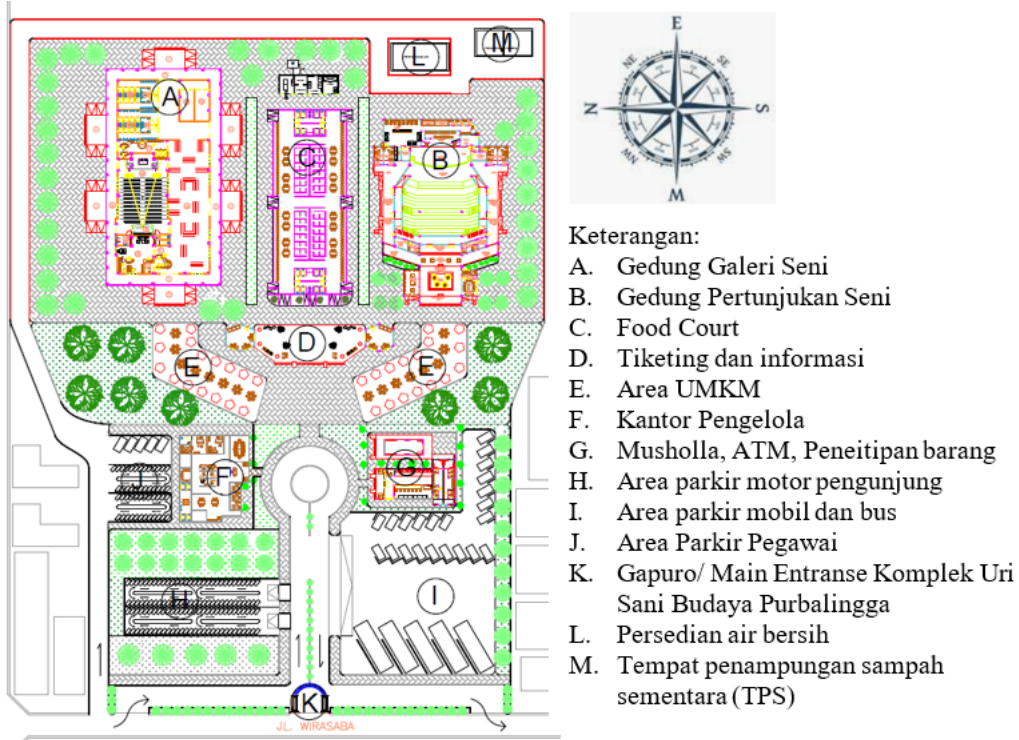 A
L
M
C
B
D
E
E
J
F
G
H
I
K
JL. WIRASABA
E
NE
SE
N
S
WN
WS
M
Keterangan:
A. Gedung Galeri Seni
B. Gedung Pertunjukan Seni
C. Food Court
D. Tiketing dan informasi
E. Area UMKM
F. Kantor Pengelola
G. Musholla, ATM, Peneitipan barang
H. Area parkir motor pengunjung
I. Area parkir mobil dan bus
J. Area Parkir Pegawai
K. Gapuro/ Main Entranse Komplek Uri
Sani Budaya Purbalingga
L. Persedian air bersih
M. Tempat penampungan sampah
sementara (TPS)